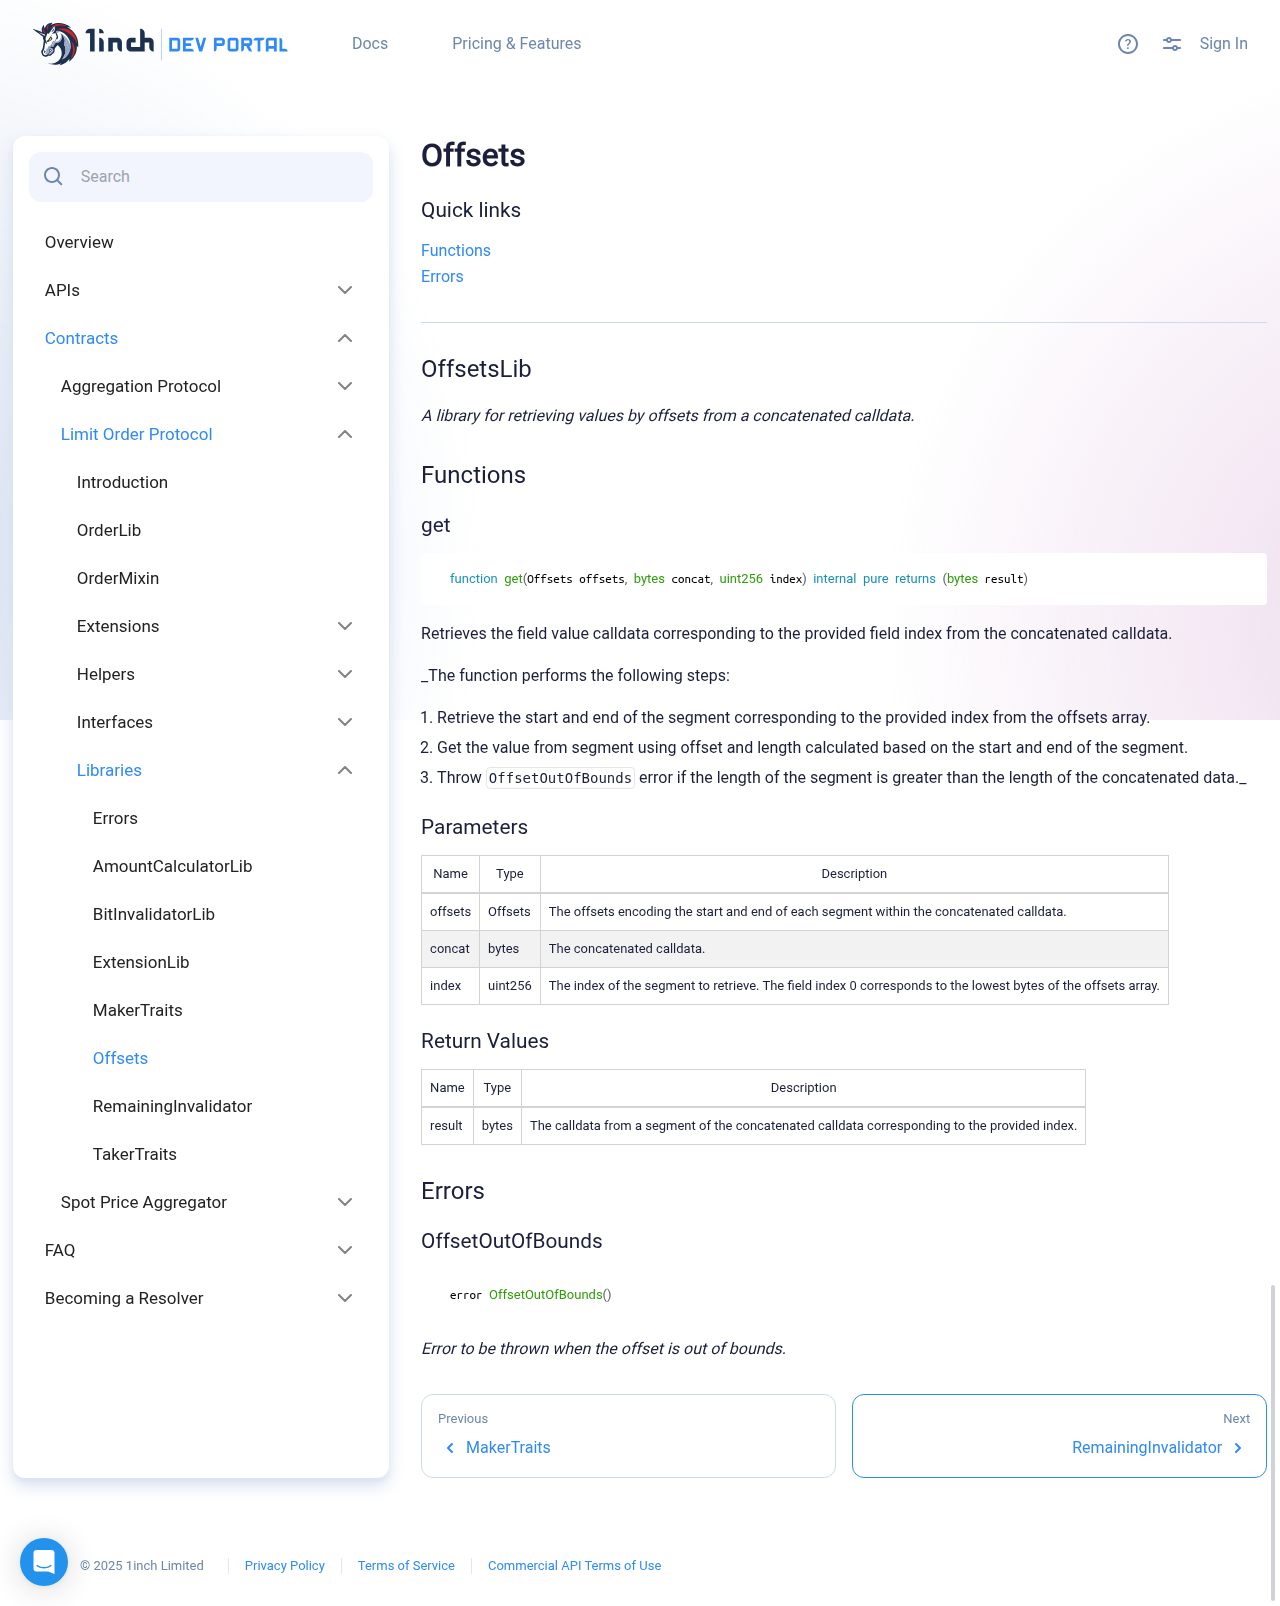 1inch DEV PORTAL
Docs
Pricing & Features
Sign In
Search
Overview
APIs
Contracts
Aggregation Protocol
Limit Order Protocol
Introduction
OrderLib
OrderMixin
Extensions
Helpers
Interfaces
Libraries
Errors
AmountCalculatorLib
BitInvalidatorLib
ExtensionLib
MakerTraits
Offsets
RemainingInvalidator
TakerTraits
Spot Price Aggregator
FAQ
Becoming a Resolver
Offsets
Quick links
Functions
Errors
OffsetsLib
A library for retrieving values by offsets from a concatenated calldata.
Functions
get
function get(Offsets offsets, bytes concat, uint256 index) internal pure returns (bytes result)
Retrieves the field value calldata corresponding to the provided field index from the concatenated calldata.
_The function performs the following steps:
1. Retrieve the start and end of the segment corresponding to the provided index from the offsets array.
2. Get the value from segment using offset and length calculated based on the start and end of the segment.
3. Throw OffsetOutOfBounds error if the length of the segment is greater than the length of the concatenated data._
Parameters
Name Type Description
offsets Offsets The offsets encoding the start and end of each segment within the concatenated calldata.
concat bytes The concatenated calldata.
index uint256 The index of the segment to retrieve. The field index 0 corresponds to the lowest bytes of the offsets array.
Return Values
Name Type Description
result bytes The calldata from a segment of the concatenated calldata corresponding to the provided index.
Errors
OffsetOutOfBounds
error OffsetOutOfBounds()
Error to be thrown when the offset is out of bounds.
Previous
MakerTraits
Next
RemainingInvalidator
© 2025 1inch Limited
Privacy Policy
Terms of Service
Commercial API Terms of Use